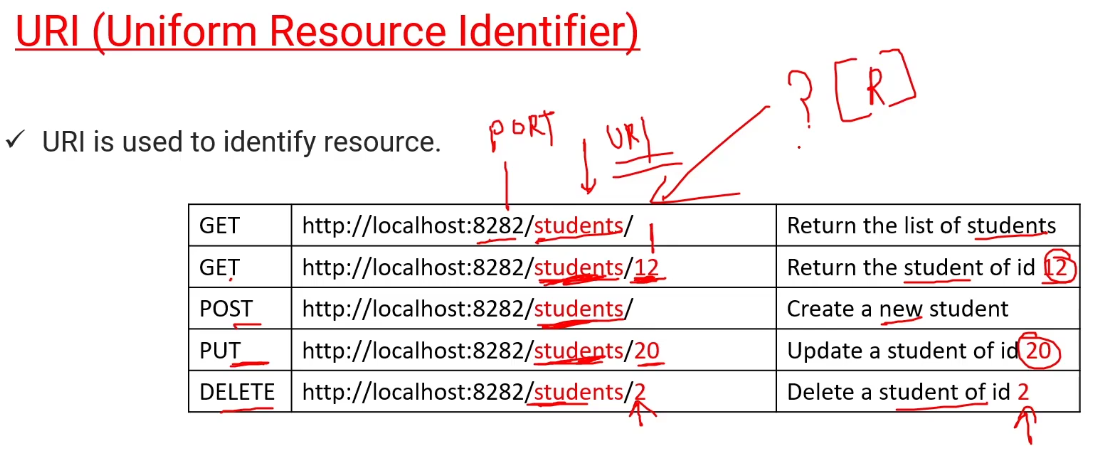 URI (Uniform Resource Identifier)
? [R]
PORT
URI
✓ URI is used to identify resource.
GET http://localhost:8282/students/ Return the list of students
GET http://localhost:8282/students/12 Return the student of id 12
POST http://localhost:8282/students/ Create a new student
PUT http://localhost:8282/students/20 Update a student of id 20
DELETE http://localhost:8282/students/2 Delete a student of id 2